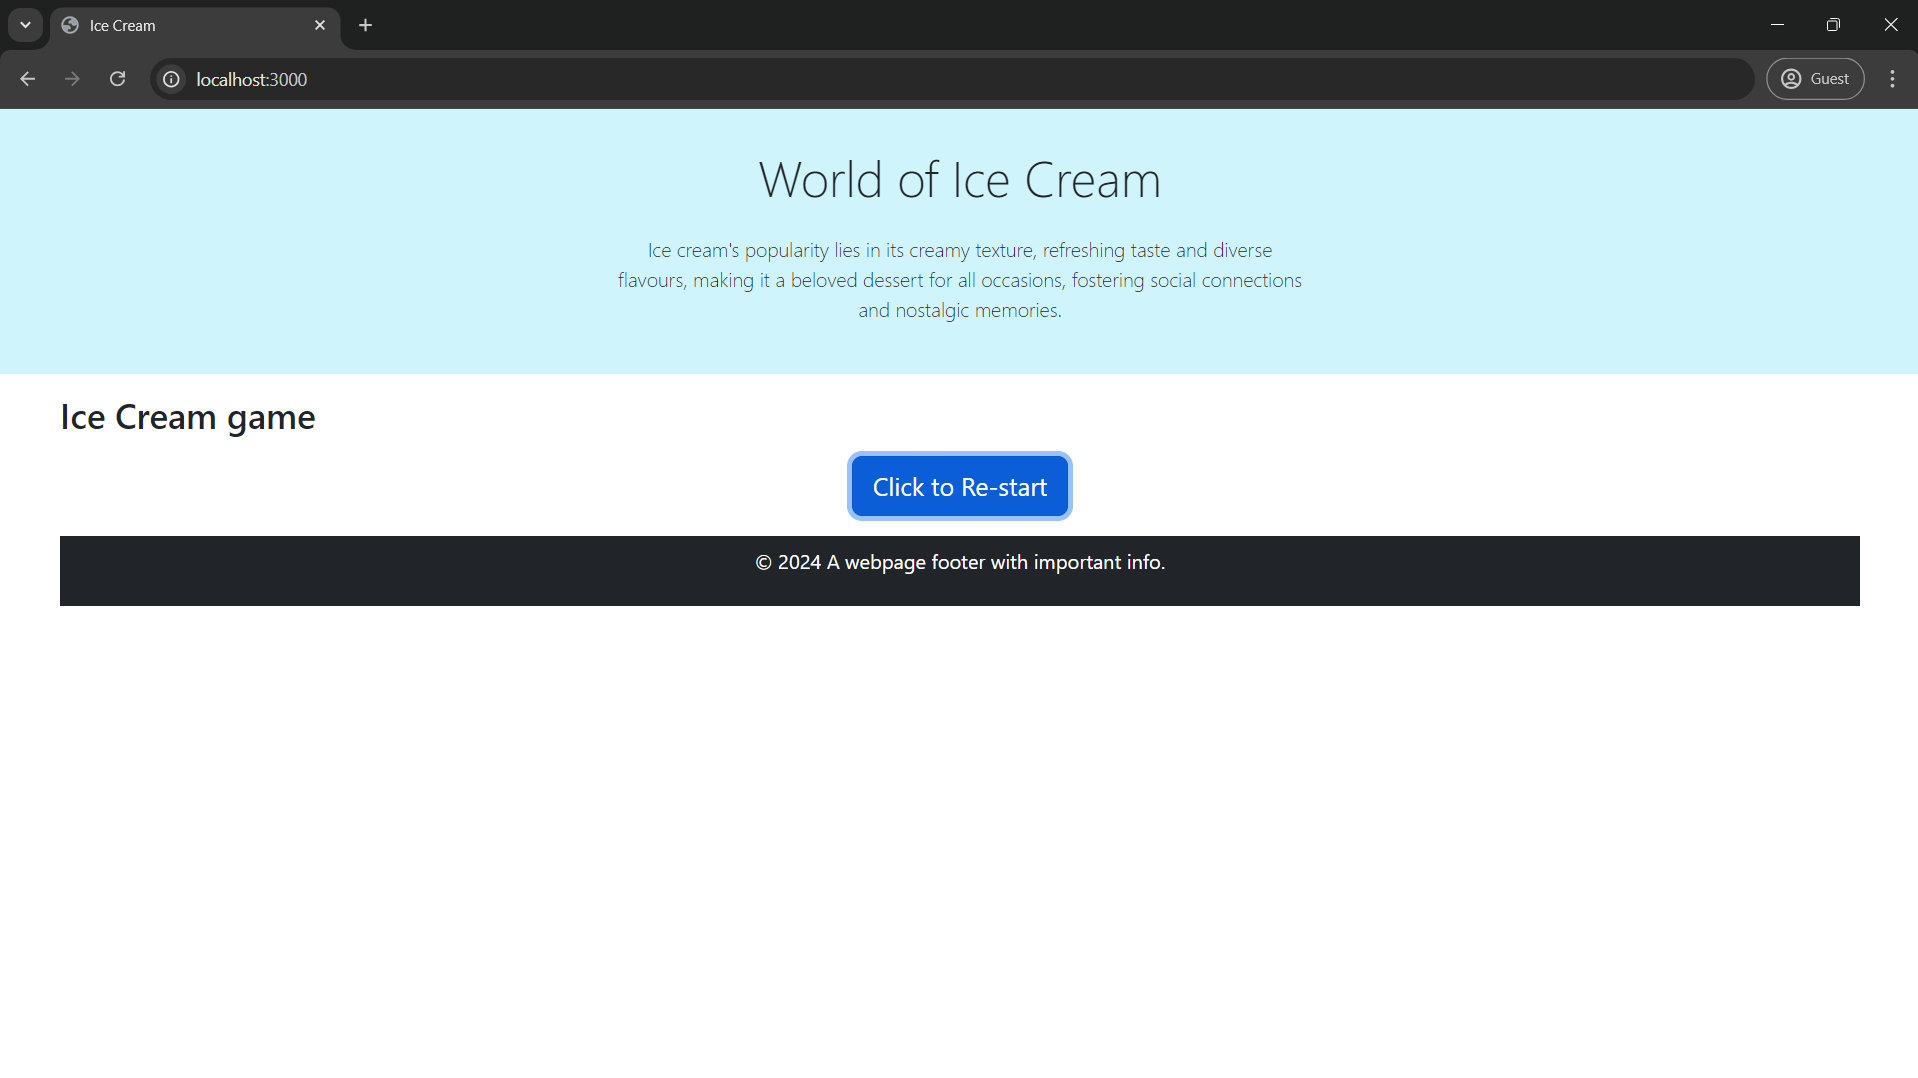 Ice Cream
localhost:3000
Guest
World of Ice Cream
Ice cream's popularity lies in its creamy texture, refreshing taste and diverse
flavours, making it a beloved dessert for all occasions, fostering social connections
and nostalgic memories.
Ice Cream game
Click to Re-start
© 2024 A webpage footer with important info.